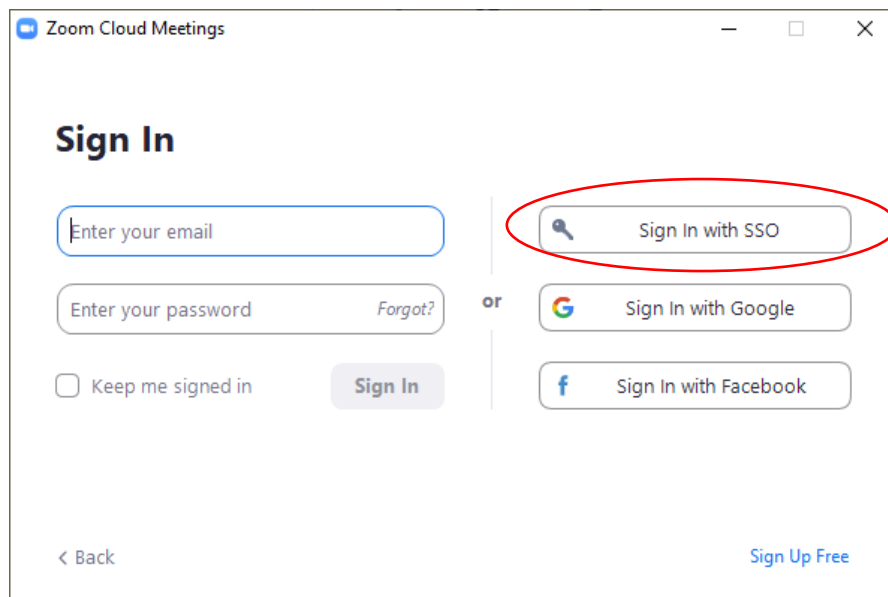 Zoom Cloud Meetings
Sign In
Enter your email
Enter your password Forgot?
Keep me signed in Sign In
or
Sign In with SSO
Sign In with Google
Sign In with Facebook
Back
Sign Up Free